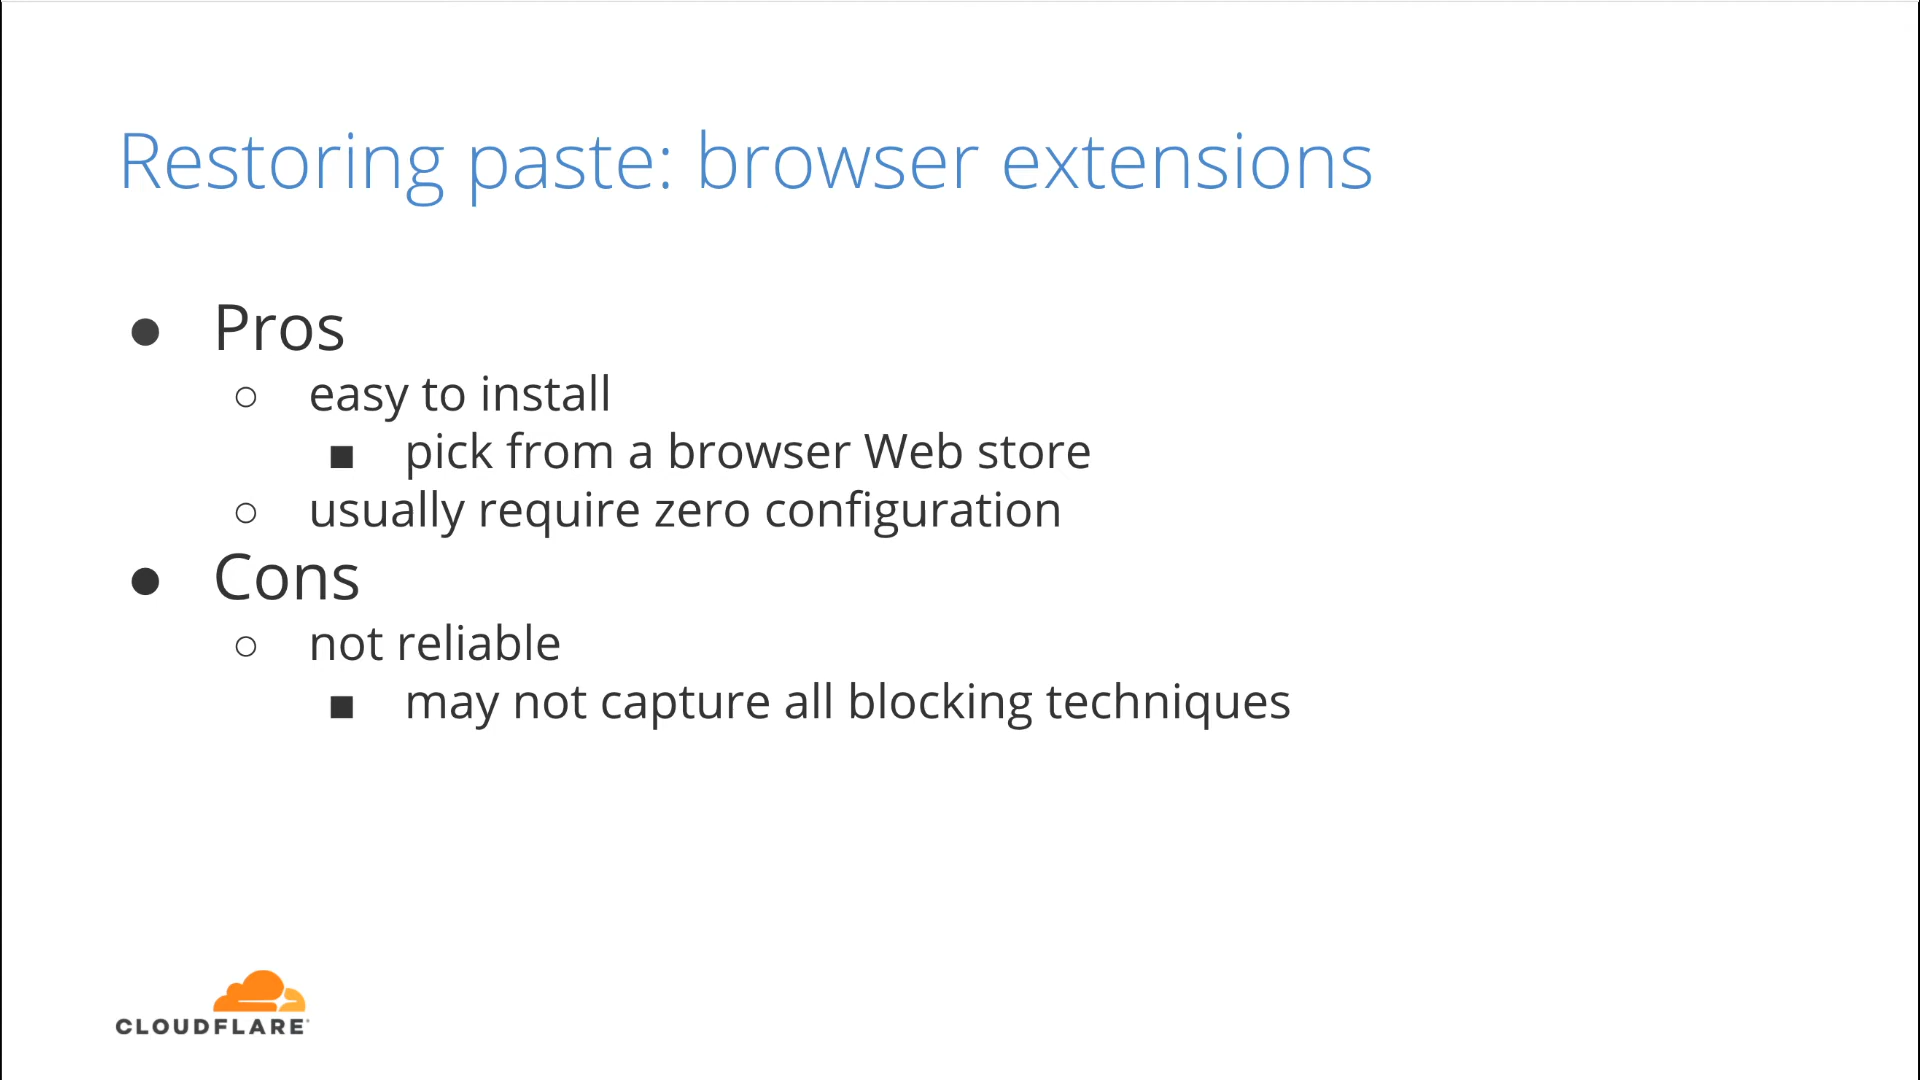 Restoring paste: browser extensions
● Pros
○ easy to install
■ pick from a browser Web store
○ usually require zero configuration
● Cons
○ not reliable
■ may not capture all blocking techniques
CLOUDFLARE